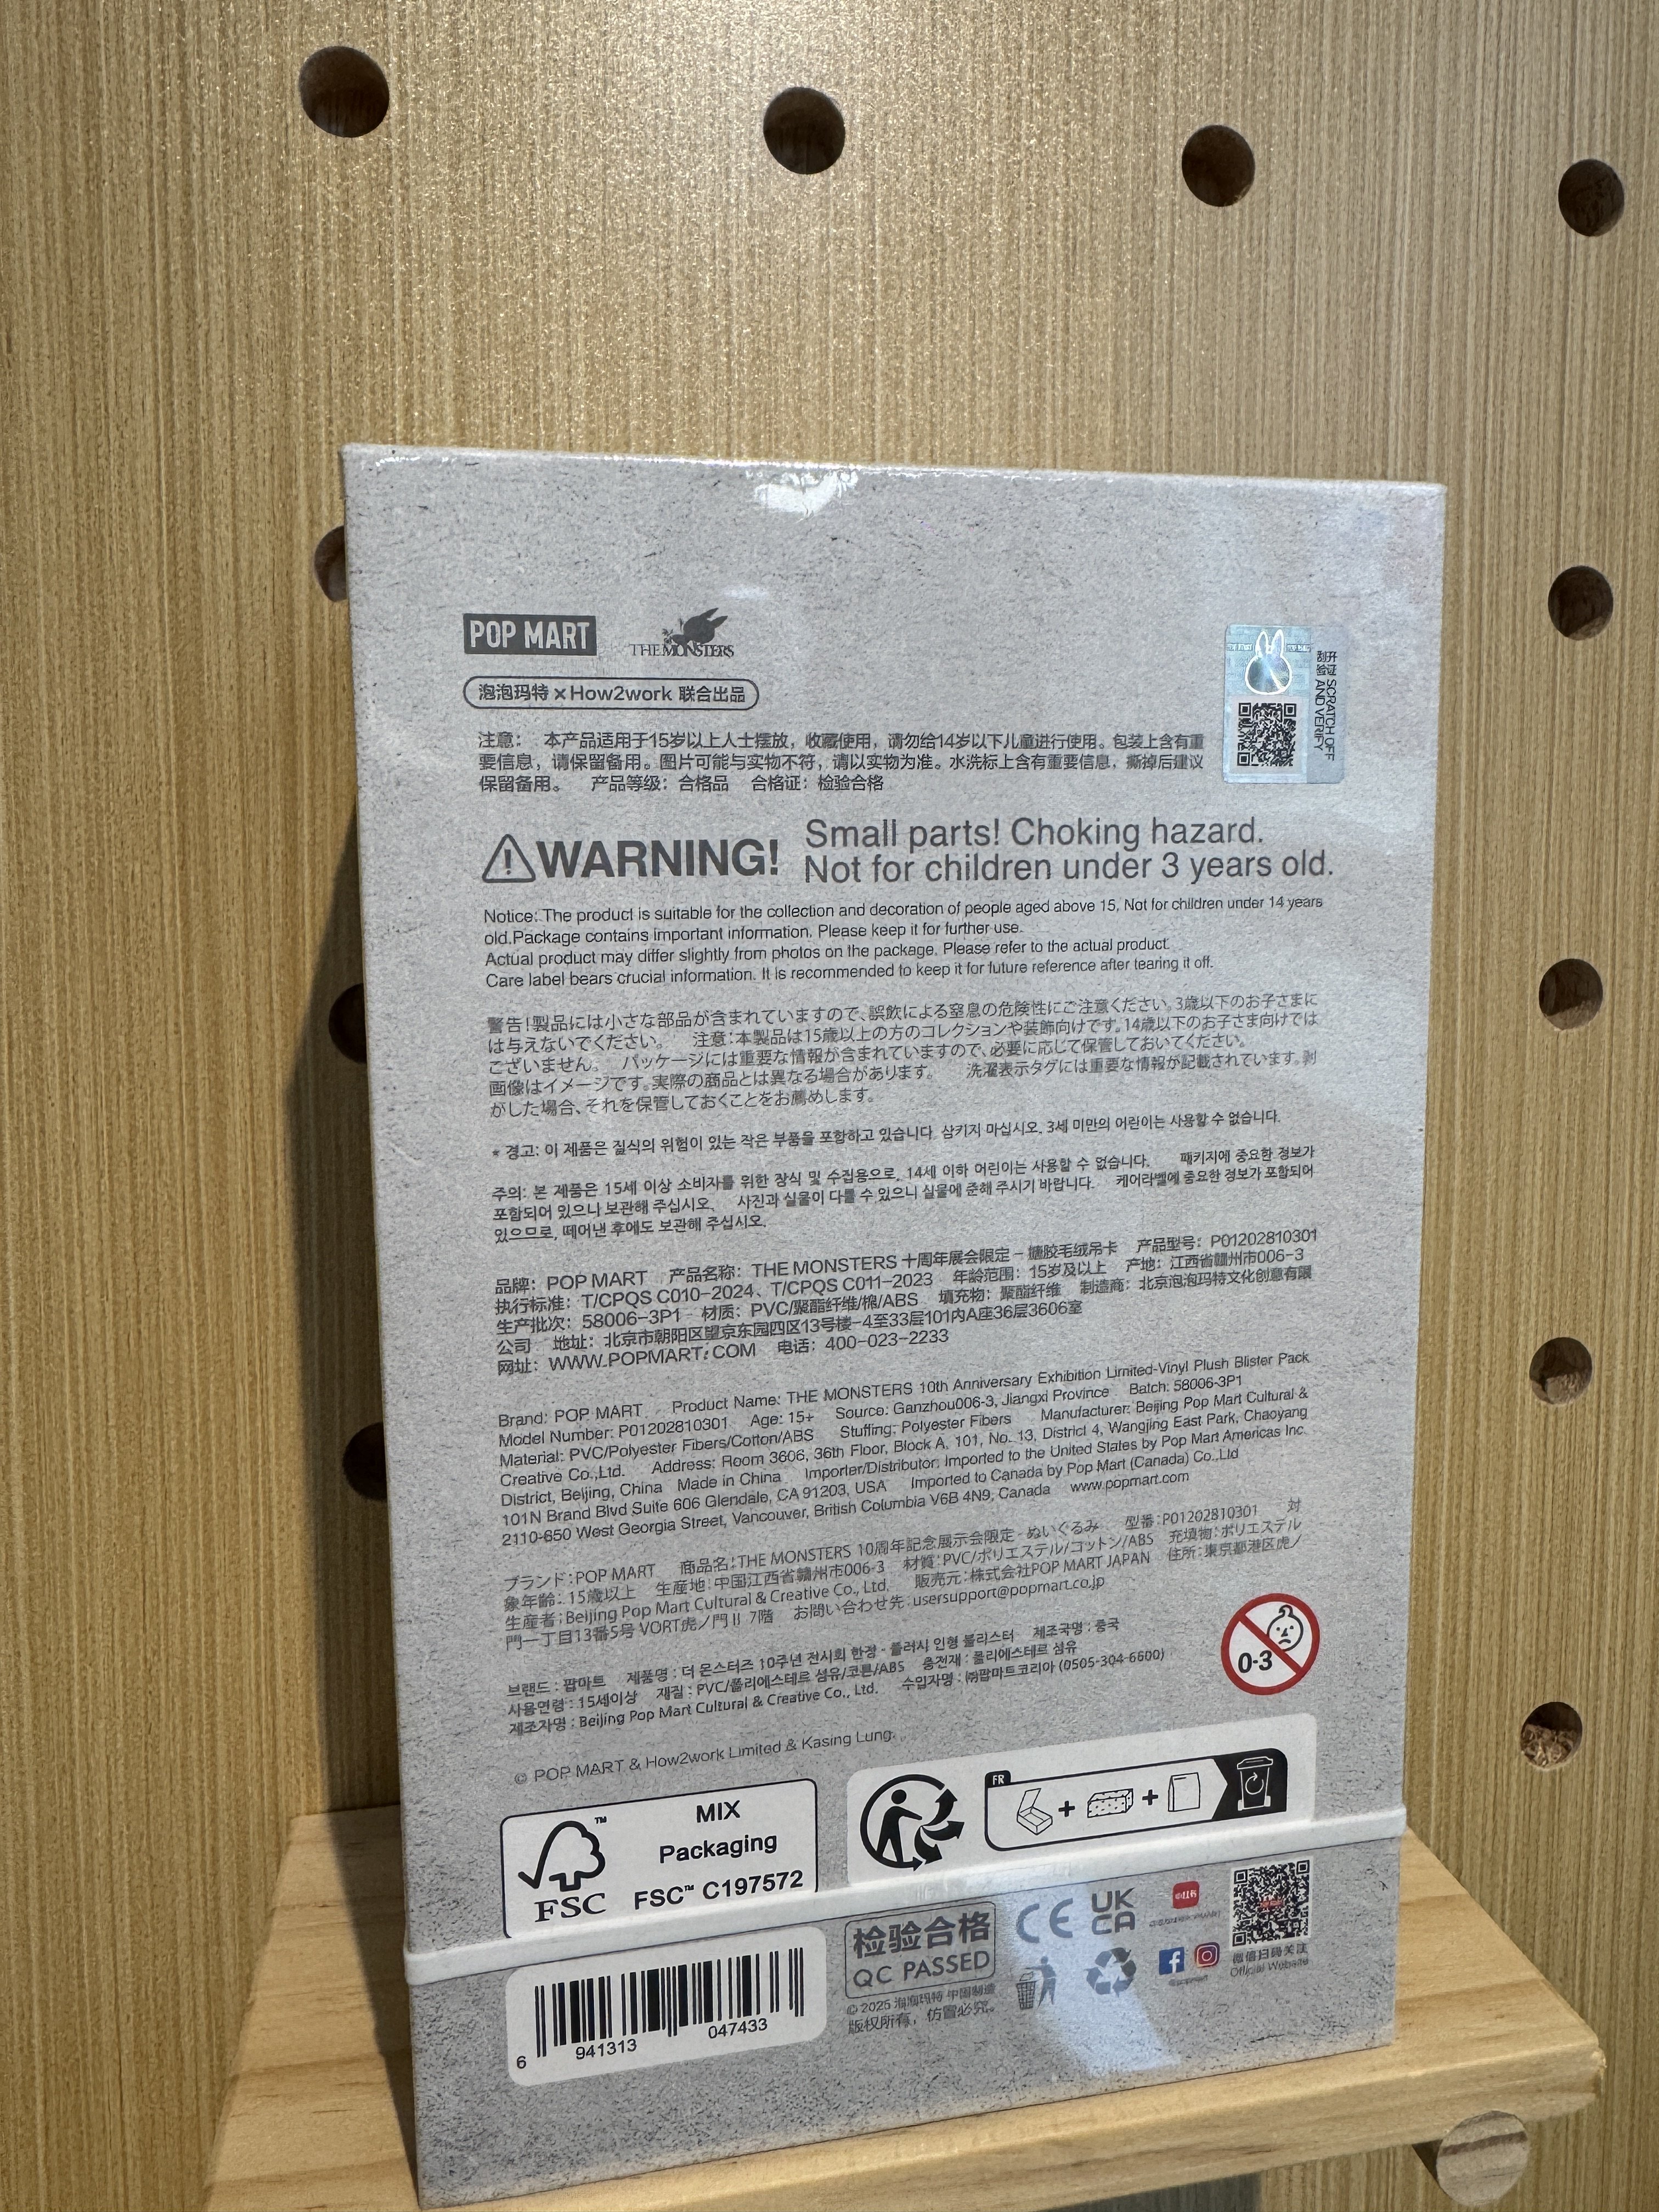 POP MART
THE MONSTERS
泡泡玛特 × How2work 联合出品
刮开验证 SCRATCH OFF AND VERIFY
注意： 本产品适用于15岁以上人士摆放，收藏使用，请勿给14岁以下儿童进行使用。包装上含有重
要信息，请保留备用。图片可能与实物不符，请以实物为准。水洗标上含有重要信息，撕掉后建议
保留备用。 产品等级：合格品 合格证：检验合格
WARNING!
Small parts! Choking hazard.
Not for children under 3 years old.
Notice: The product is suitable for the collection and decoration of people aged above 15. Not for children under 14 years
old.Package contains important information. Please keep it for further use.
Actual product may differ slightly from photos on the package. Please refer to the actual product.
Care label bears crucial information. It is recommended to keep it for future reference after tearing it off.
警告！製品には小さな部品が含まれていますので、誤飲による窒息の危険性にご注意ください。3歳以下のお子さまに
は与えないでください。 注意：本製品は15歳以上の方のコレクションや装飾向けです。14歳以下のお子さま向けでは
ございません。 パッケージには重要な情報が含まれていますので、必要に応じて保管しておいてください。
画像はイメージです。実際の商品とは異なる場合があります。 洗濯表示タグには重要な情報が記載されています。剥
がした場合、それを保管しておくことをお薦めします。
* 경고: 이 제품은 질식의 위험이 있는 작은 부품을 포함하고 있습니다. 삼키지 마십시오. 3세 미만의 어린이는 사용할 수 없습니다.
주의: 본 제품은 15세 이상 소비자를 위한 장식 및 수집용으로, 14세 이하 어린이는 사용할 수 없습니다. 패키지에 중요한 정보가
포함되어 있으니 보관해 주십시오. 사진과 실물이 다를 수 있으니 실물에 준해 주시기 바랍니다. 케어라벨에 중요한 정보가 포함되어
있으므로, 떼어낸 후에도 보관해 주십시오.
品牌：POP MART 产品名称：THE MONSTERS 十周年展会限定－搪胶毛绒吊卡 产品型号：P01202810301
执行标准：T/CPQS C010-2024、T/CPQS C011-2023 年龄范围：15岁及以上 产地：江西省赣州市006-3
生产批次：58006-3P1 材质：PVC/聚酯纤维/棉/ABS 填充物：聚酯纤维 制造商：北京泡泡玛特文化创意有限
公司 地址：北京市朝阳区望京东园四区13号楼-4至33层101内A座36层3606室
网址：WWW.POPMART.COM 电话：400-023-2233
Brand: POP MART Product Name: THE MONSTERS 10th Anniversary Exhibition Limited-Vinyl Plush Blister Pack
Model Number: P01202810301 Age: 15+ Source: Ganzhou006-3, Jiangxi Province Batch: 58006-3P1
Material: PVC/Polyester Fibers/Cotton/ABS Stuffing: Polyester Fibers Manufacturer: Beijing Pop Mart Cultural &
Creative Co.,Ltd. Address: Room 3606, 36th Floor, Block A, 101, No. 13, District 4, Wangjing East Park, Chaoyang
District, Beijing, China Made in China Importer/Distributor: Imported to the United States by Pop Mart Americas Inc.
101N Brand Blvd Suite 606 Glendale, CA 91203, USA Imported to Canada by Pop Mart (Canada) Co.,Ltd
2110-650 West Georgia Street, Vancouver, British Columbia V6B 4N9, Canada www.popmart.com
ブランド：POP MART 商品名：THE MONSTERS 10周年記念展示会限定 - ぬいぐるみ 型番：P01202810301 対
象年齢：15歳以上 生産地：中国江西省贛州市006-3 材質：PVC/ポリエステル/コットン/ABS 充填物：ポリエステル
生産者：Beijing Pop Mart Cultural & Creative Co., Ltd. 販売元：株式会社POP MART JAPAN 住所：東京都港区虎ノ
門一丁目13番5号 VORT虎ノ門Ⅱ 7階 お問い合わせ先：usersupport@popmart.co.jp
브랜드 : 팝마트 제품명 : 더 몬스터즈 10주년 전시회 한정 - 플러시 인형 블리스터 제조국명 : 중국
사용연령 : 15세이상 재질 : PVC/폴리에스테르 섬유/코튼/ABS 충전재 : 폴리에스테르 섬유
제조자명 : Beijing Pop Mart Cultural & Creative Co., Ltd. 수입자명 : ㈜팝마트코리아 (0505-304-6600)
0-3
© POP MART & How2work Limited & Kasing Lung.
FSC™
MIX
Packaging
FSC™ C197572
FR
6 941313 047433
检验合格
QC PASSED
© 2025 泡泡玛特 中国制造
版权所有，仿冒必究。
CE
UK
CA
小红书
@popmart
微信扫码关注
Official Website